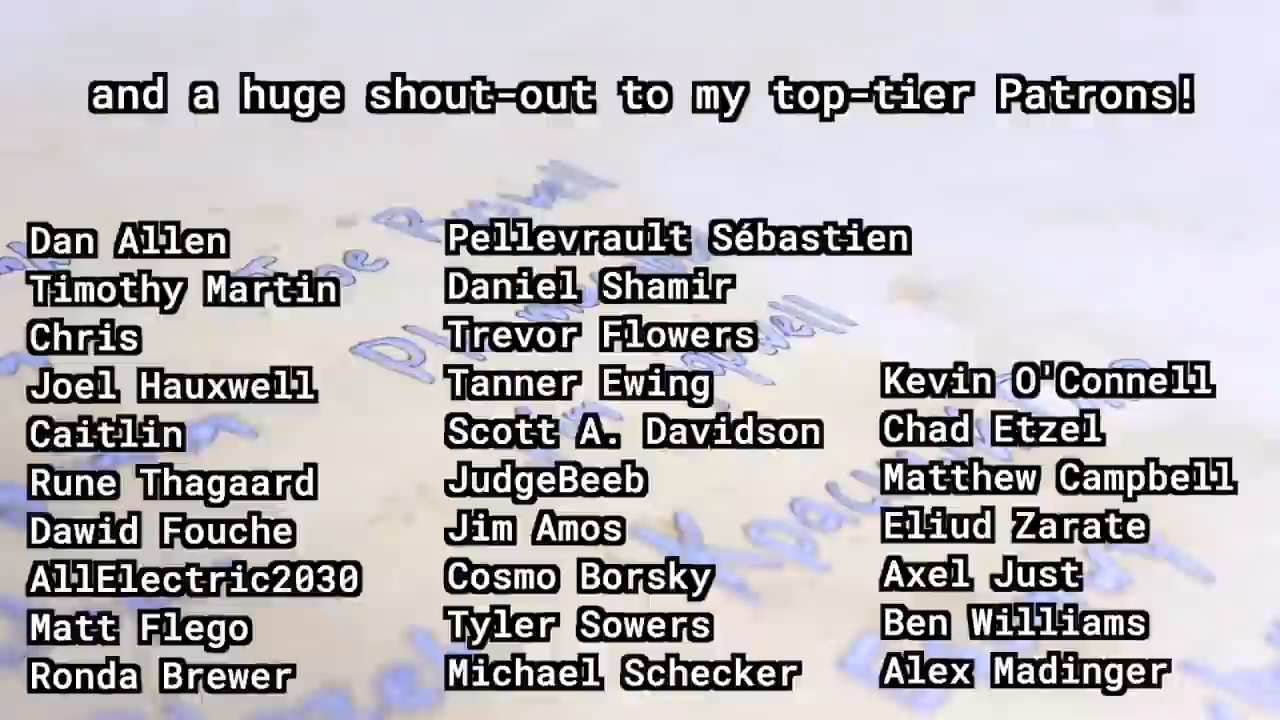 and a huge shout-out to my top-tier Patrons!
Dan Allen
Timothy Martin
Chris
Joel Hauxwell
Caitlin
Rune Thagaard
Dawid Fouche
AllElectric2030
Matt Flego
Ronda Brewer
Pellevrault Sébastien
Daniel Shamir
Trevor Flowers
Tanner Ewing
Scott A. Davidson
JudgeBeeb
Jim Amos
Cosmo Borsky
Tyler Sowers
Michael Schecker
Kevin O'Connell
Chad Etzel
Matthew Campbell
Eliud Zarate
Axel Just
Ben Williams
Alex Madinger